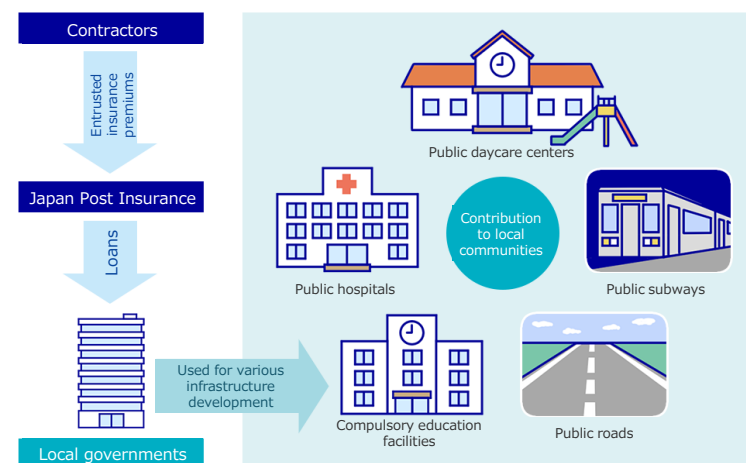 Contractors
Entrusted
insurance
premiums
Japan Post Insurance
Loans
Local governments
Used for various
infrastructure
development
Public daycare centers
Public hospitals
Contribution
to local
communities
Public subways
Compulsory education
facilities
Public roads